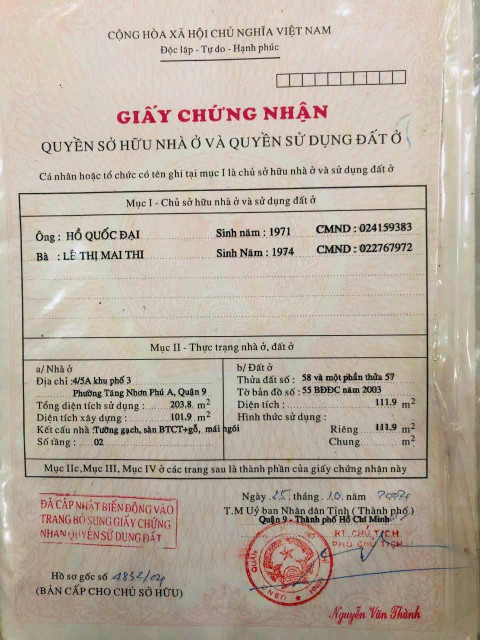 CỘNG HÒA XÃ HỘI CHỦ NGHĨA VIỆT NAM
Độc lập - Tự do - Hạnh phúc
GIẤY CHỨNG NHẬN
QUYỀN SỞ HỮU NHÀ Ở VÀ QUYỀN SỬ DỤNG ĐẤT Ở
Cá nhân hoặc tổ chức có tên ghi tại mục I là chủ sở hữu nhà ở và sử dụng đất ở
Mục I - Chủ sở hữu nhà ở và sử dụng đất ở
Ông : HỒ QUỐC ĐẠI Sinh năm : 1971 CMND : 024159383
Bà : LÊ THỊ MAI THI Sinh Năm : 1974 CMND : 022767972
Mục II - Thực trạng nhà ở, đất ở
a/ Nhà ở
Địa chỉ :4/5A khu phố 3
Phường Tăng Nhơn Phú A, Quận 9
Tổng diện tích sử dụng : 203.8 m2
Diện tích xây dựng : 101.9 m2
Kết cấu nhà Tường gạch, sàn BTCT+gỗ, mái ngói
Số tầng : 02
b/ Đất ở
Thửa đất số : 58 và một phần thửa 57
Tờ bản đồ số : 55 BĐĐC năm 2003
Diện tích : 111.9 m2
Hình thức sử dụng :
Riêng 111.9 m2
Chung m2
Mục IIc, Mục III, Mục IV ở các trang sau là thành phần của giấy chứng nhận này
ĐÃ CẬP NHẬT BIẾN ĐỘNG VÀO
TRANG BỔ SUNG GIẤY CHỨNG
NHẬN QUYỀN SỬ DỤNG ĐẤT
Hồ sơ gốc số 4832/04
(BẢN CẤP CHO CHỦ SỞ HỮU)
Ngày 25 tháng 10 năm 2004
T.M Uỷ ban Nhân dân Tỉnh ( Thành phố )
Quận 9 - Thành phố Hồ Chí Minh
KT CHỦ TỊCH
PHÓ CHỦ TỊCH
Nguyễn Văn Thành